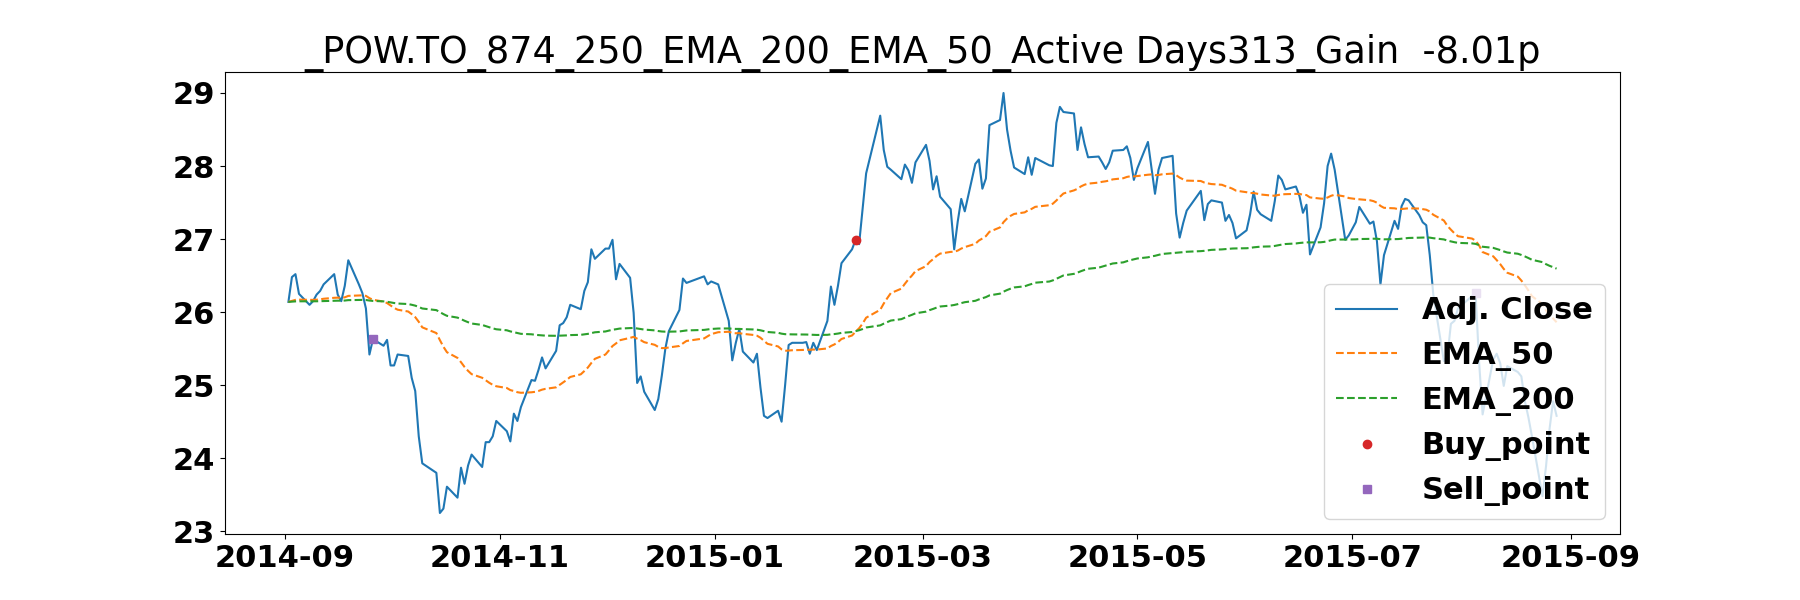 _POW.TO_874_250_EMA_200_EMA_50_Active Days313_Gain  -8.01p
29
28
27
26
25
24
23
Adj. Close
EMA_50
EMA_200
Buy_point
Sell_point
2014-09 2014-11 2015-01 2015-03 2015-05 2015-07 2015-09